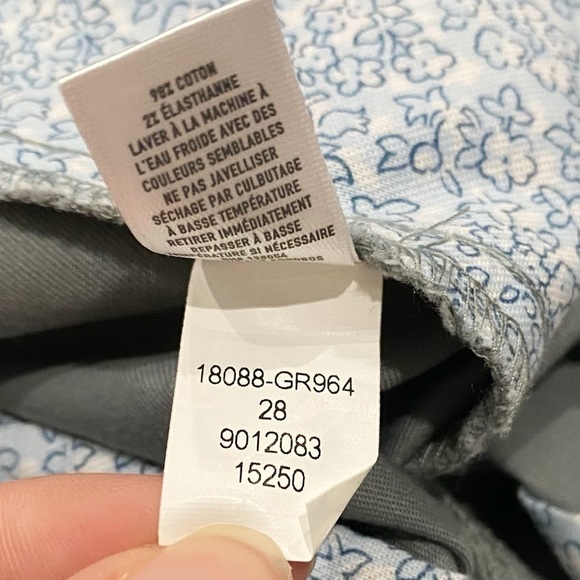 98% COTON
2% ÉLASTHANNE
LAVER À LA MACHINE À
L'EAU FROIDE AVEC DES
COULEURS SEMBLABLES
NE PAS JAVELLISER
SÉCHAGE PAR CULBUTAGE
À BASSE TEMPÉRATURE
RETIRER IMMÉDIATEMENT
REPASSER À BASSE
TEMPÉRATURE SI NÉCESSAIRE
18088-GR964
28
9012083
15250